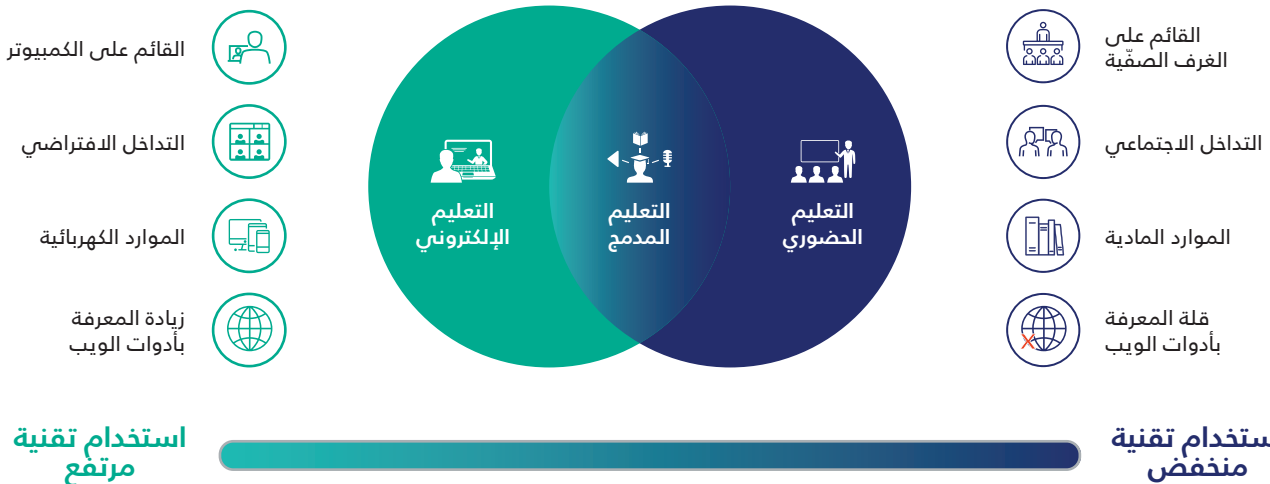 القائم على
الغرف الصفّية
التداخل الاجتماعي
الموارد المادية
قلة المعرفة
بأدوات الويب
التعليم
الحضوري
التعليم
المدمج
التعليم
الإلكتروني
القائم على الكمبيوتر
التداخل الافتراضي
الموارد الكهربائية
زيادة المعرفة
بأدوات الويب
ستخدام تقنية
منخفض
استخدام تقنية
مرتفع